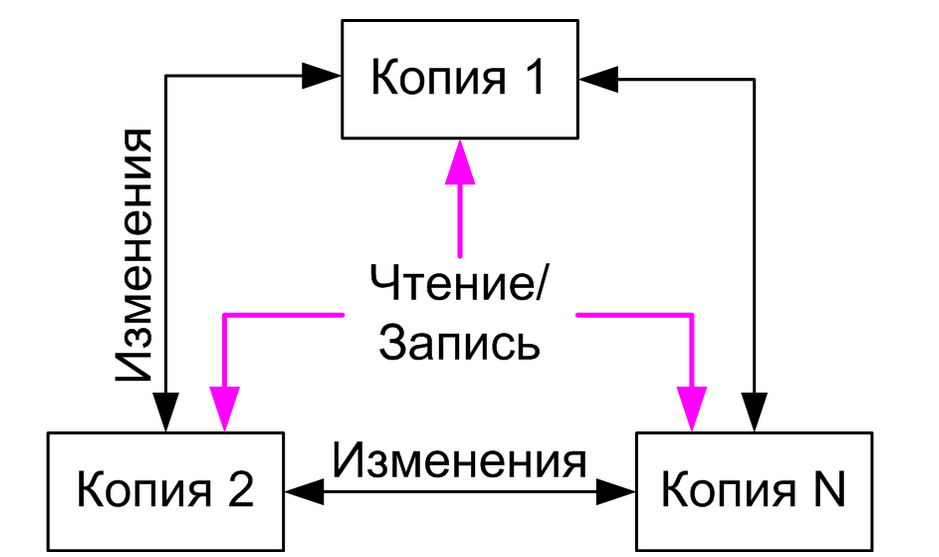 Копия 1
Изменения
Чтение/
Запись
Изменения
Копия 2
Копия N